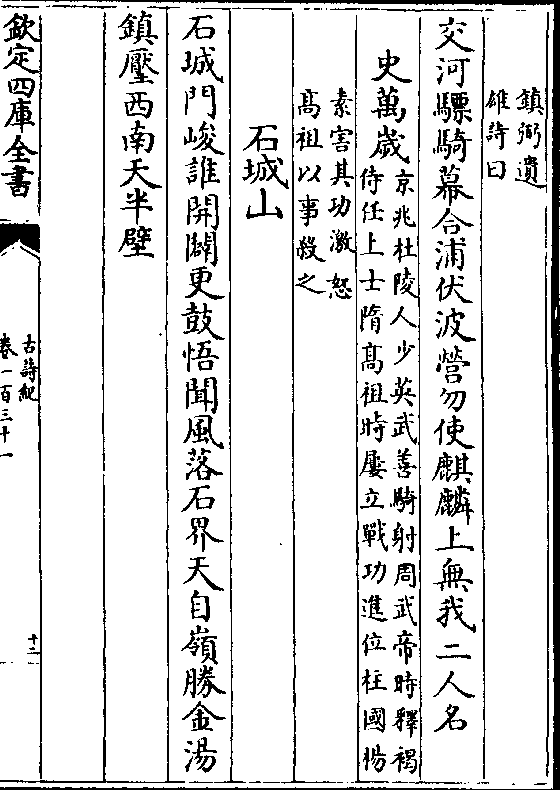 鎮弼遺
雄詩曰
交河驃騎幕合浦伏波營勿使麒麟上無我二人名
史萬歲
京兆杜陵人少英武善騎射周武帝時釋褐
侍任上士隋髙祖時屢立戰功進位柱國楊
素害其功激怒
髙祖以事殺之
石城山
石城門峻誰開闢更鼓悟聞風落石界天自嶺勝金湯
鎮壓西南天半壁
欽定四庫全書
古詩紀
卷一百三十一
十二